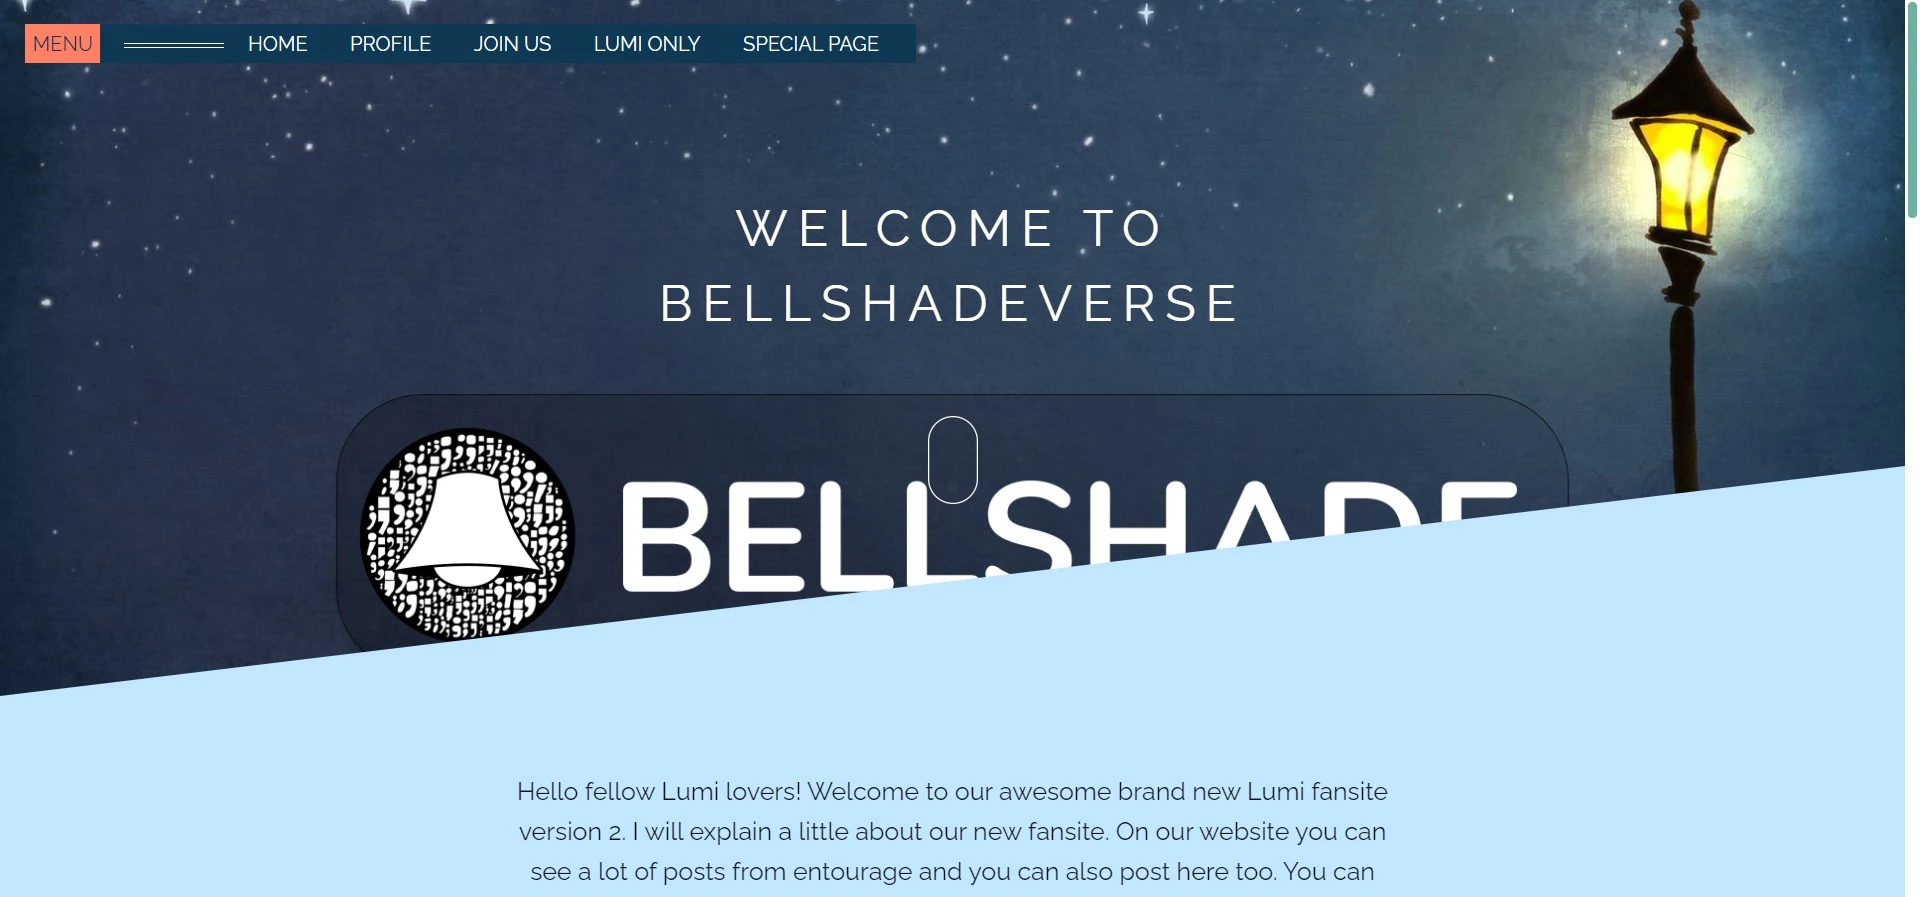 MENU HOME PROFILE JOIN US LUMI ONLY SPECIAL PAGE
WELCOME TO
BELLSHADEVERSE
BELLSHADE
Hello fellow Lumi lovers! Welcome to our awesome brand new Lumi fansite
version 2. I will explain a little about our new fansite. On our website you can
see a lot of posts from entourage and you can also post here too. You can